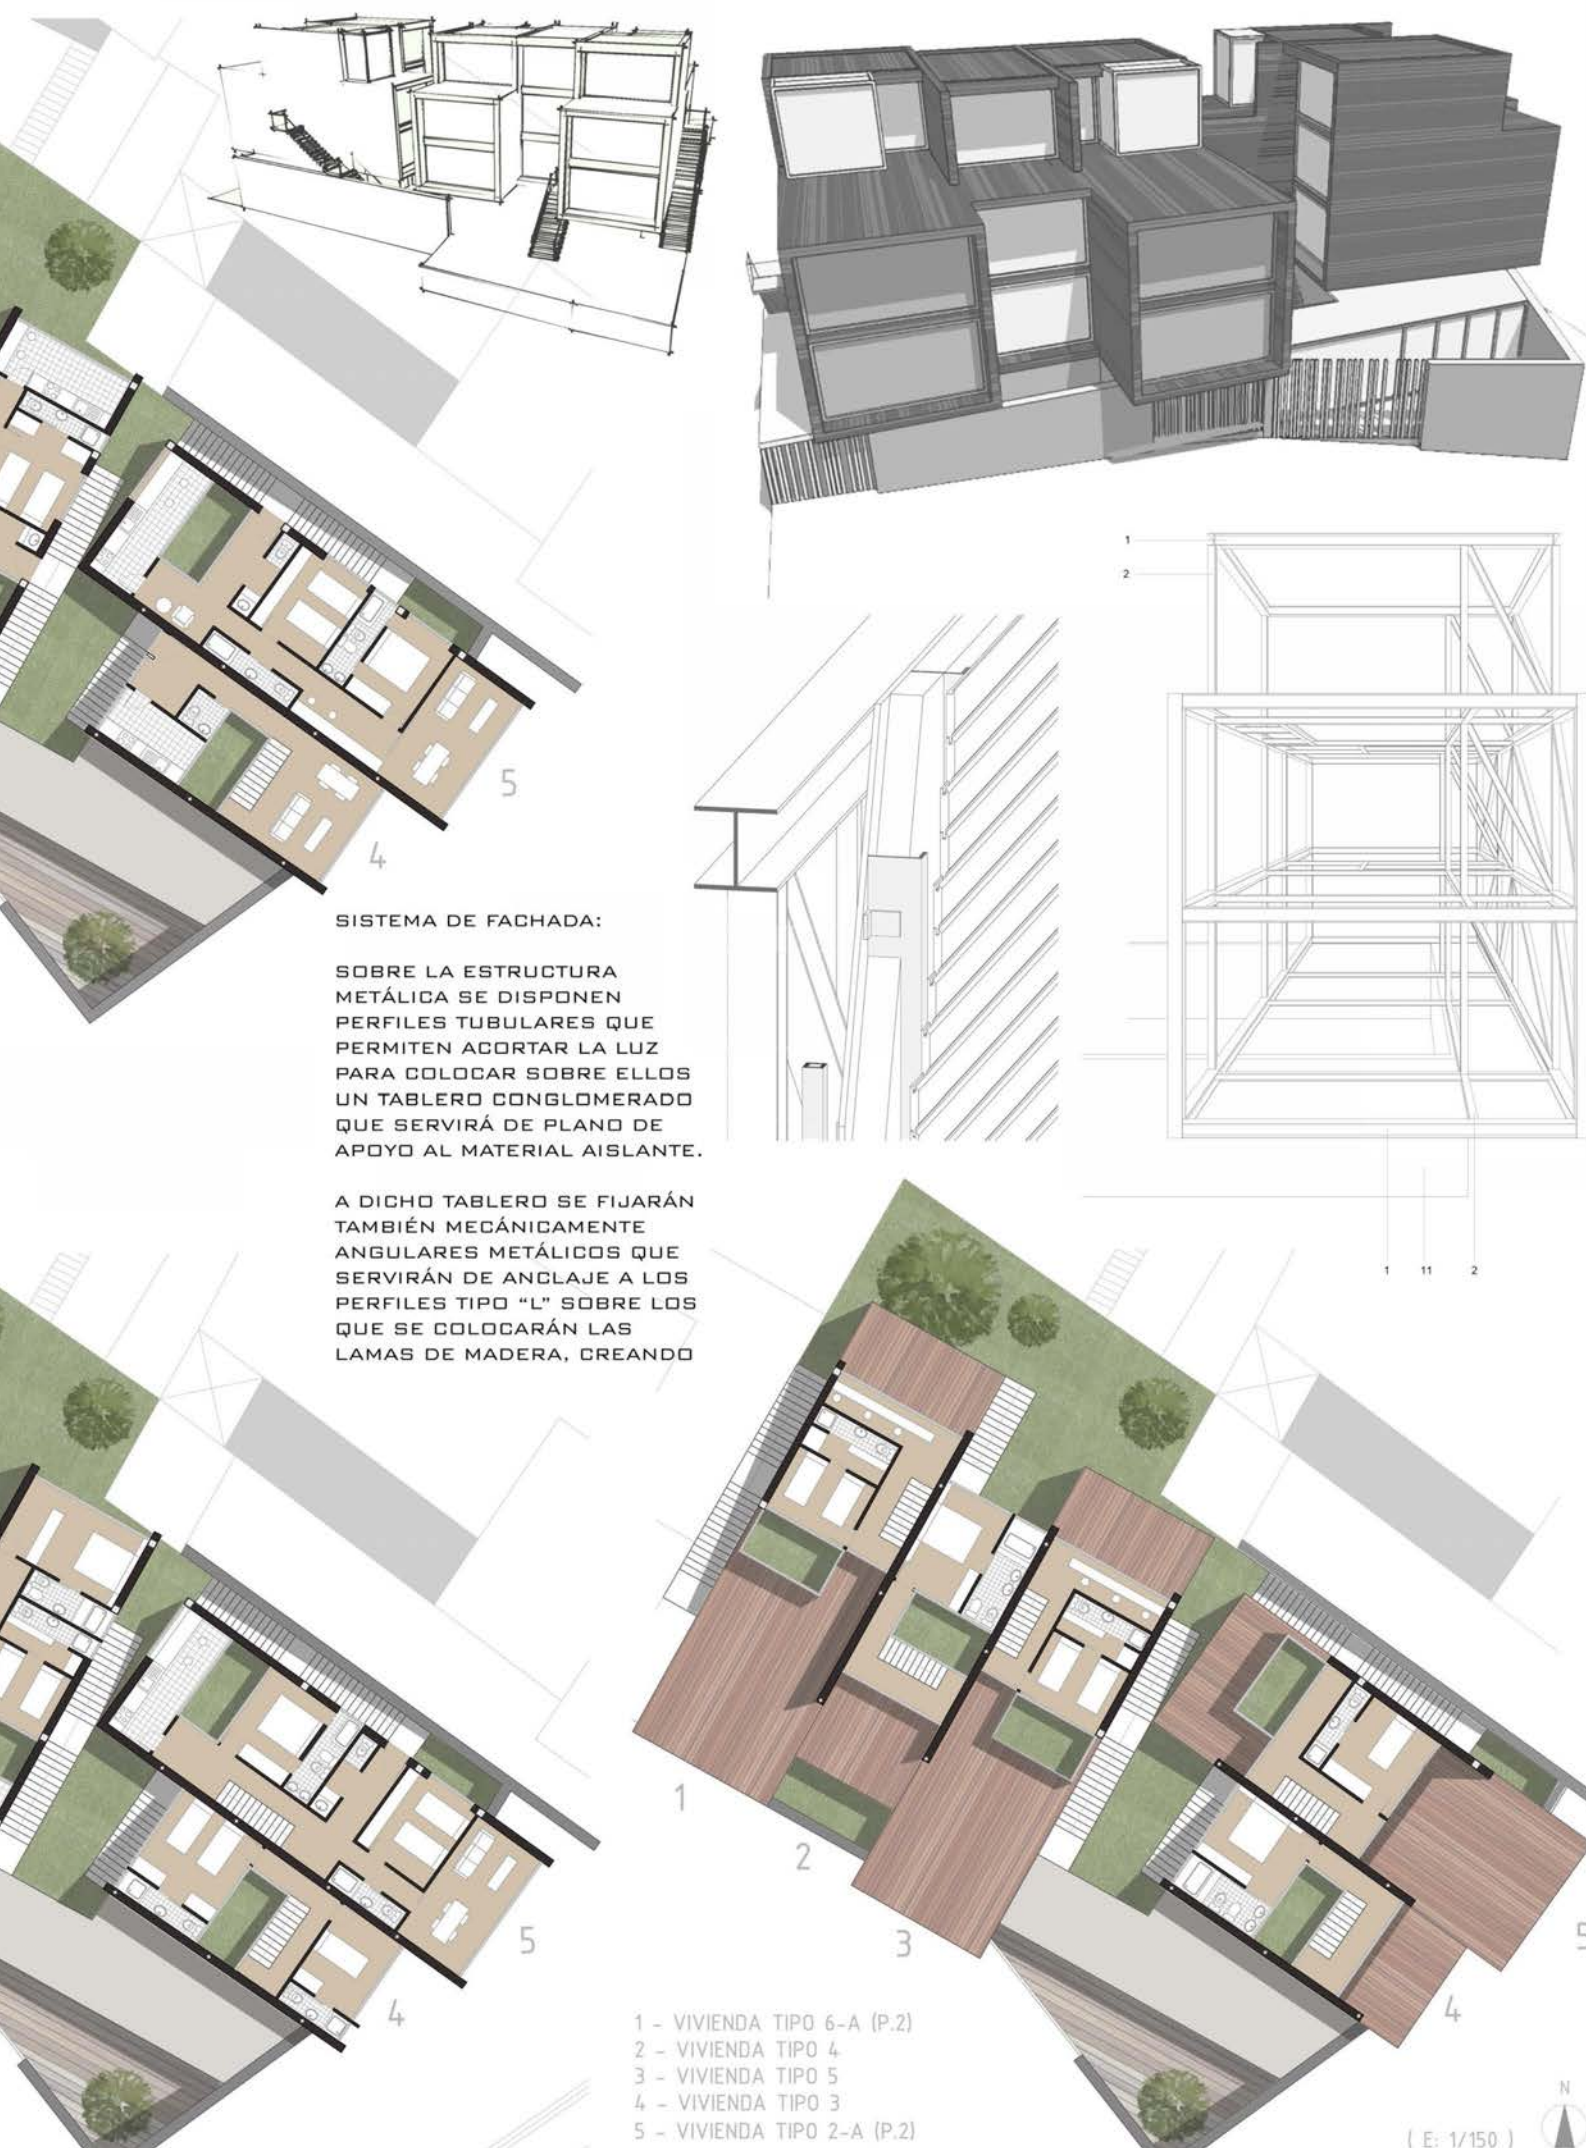 1
2
5
4
SISTEMA DE FACHADA:
SOBRE LA ESTRUCTURA
METÁLICA SE DISPONEN
PERFILES TUBULARES QUE
PERMITEN ACORTAR LA LUZ
PARA COLOCAR SOBRE ELLOS
UN TABLERO CONGLOMERADO
QUE SERVIRÁ DE PLANO DE
APOYO AL MATERIAL AISLANTE.
A DICHO TABLERO SE FIJARÁN
TAMBIÉN MECÁNICAMENTE
ANGULARES METÁLICOS QUE
SERVIRÁN DE ANCLAJE A LOS
PERFILES TIPO “L” SOBRE LOS
QUE SE COLOCARÁN LAS
LAMAS DE MADERA, CREANDO
1 11 2
5
4
1
2
3
4
5
1 - VIVIENDA TIPO 6-A (P.2)
2 - VIVIENDA TIPO 4
3 - VIVIENDA TIPO 5
4 - VIVIENDA TIPO 3
5 - VIVIENDA TIPO 2-A (P.2)
N
( E: 1/150 )